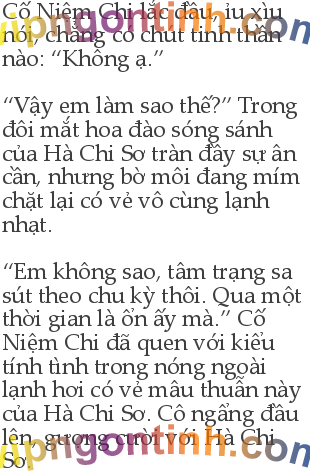 Cố Niệm Chi lắc đầu, ỉu xìu
nói, chẳng có chút tinh thần
nào: “Không ạ.”
“Vậy em làm sao thế?” Trong
đôi mắt hoa đào sóng sánh
của Hà Chi Sơ tràn đầy sự ân
cần, nhưng bờ môi đang mím
chặt lại có vẻ vô cùng lạnh
nhạt.
“Em không sao, tâm trạng sa
sút theo chu kỳ thôi. Qua một
thời gian là ổn ấy mà.” Cố
Niệm Chi đã quen với kiểu
tính tình trong nóng ngoài
lạnh hơi có vẻ mâu thuẫn này
của Hà Chi Sơ. Cô ngẩng đầu
lên, gượng cười với Hà Chi
Sơ.
vipngontinh.com
vipngontinh.com